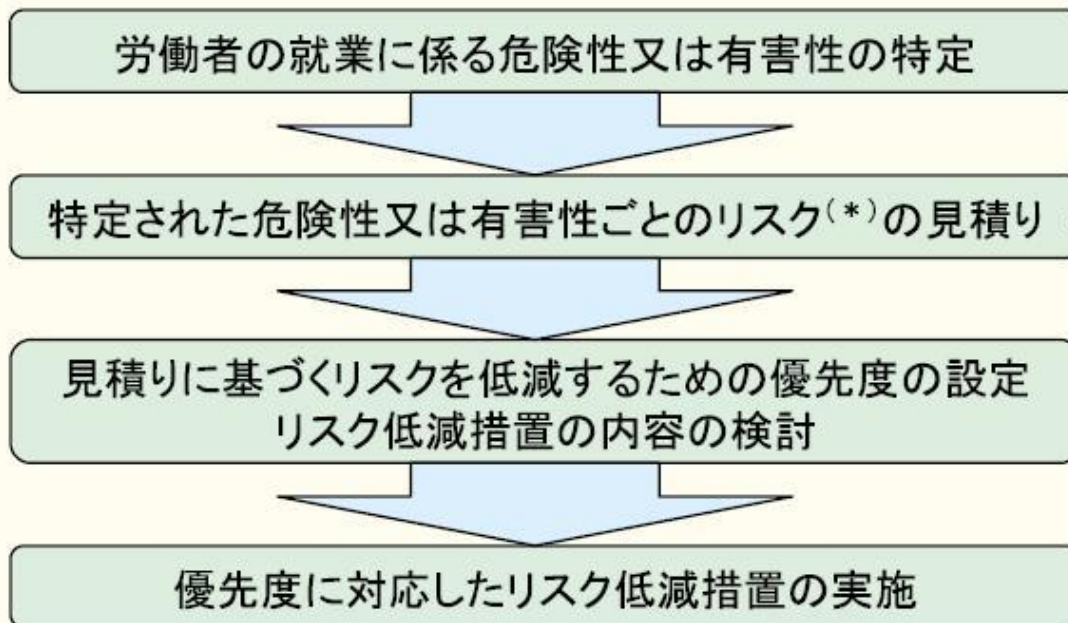 労働者の就業に係る危険性又は有害性の特定
特定された危険性又は有害性ごとのリスク(*)の見積り
見積りに基づくリスクを低減するための優先度の設定
リスク低減措置の内容の検討
優先度に対応したリスク低減措置の実施